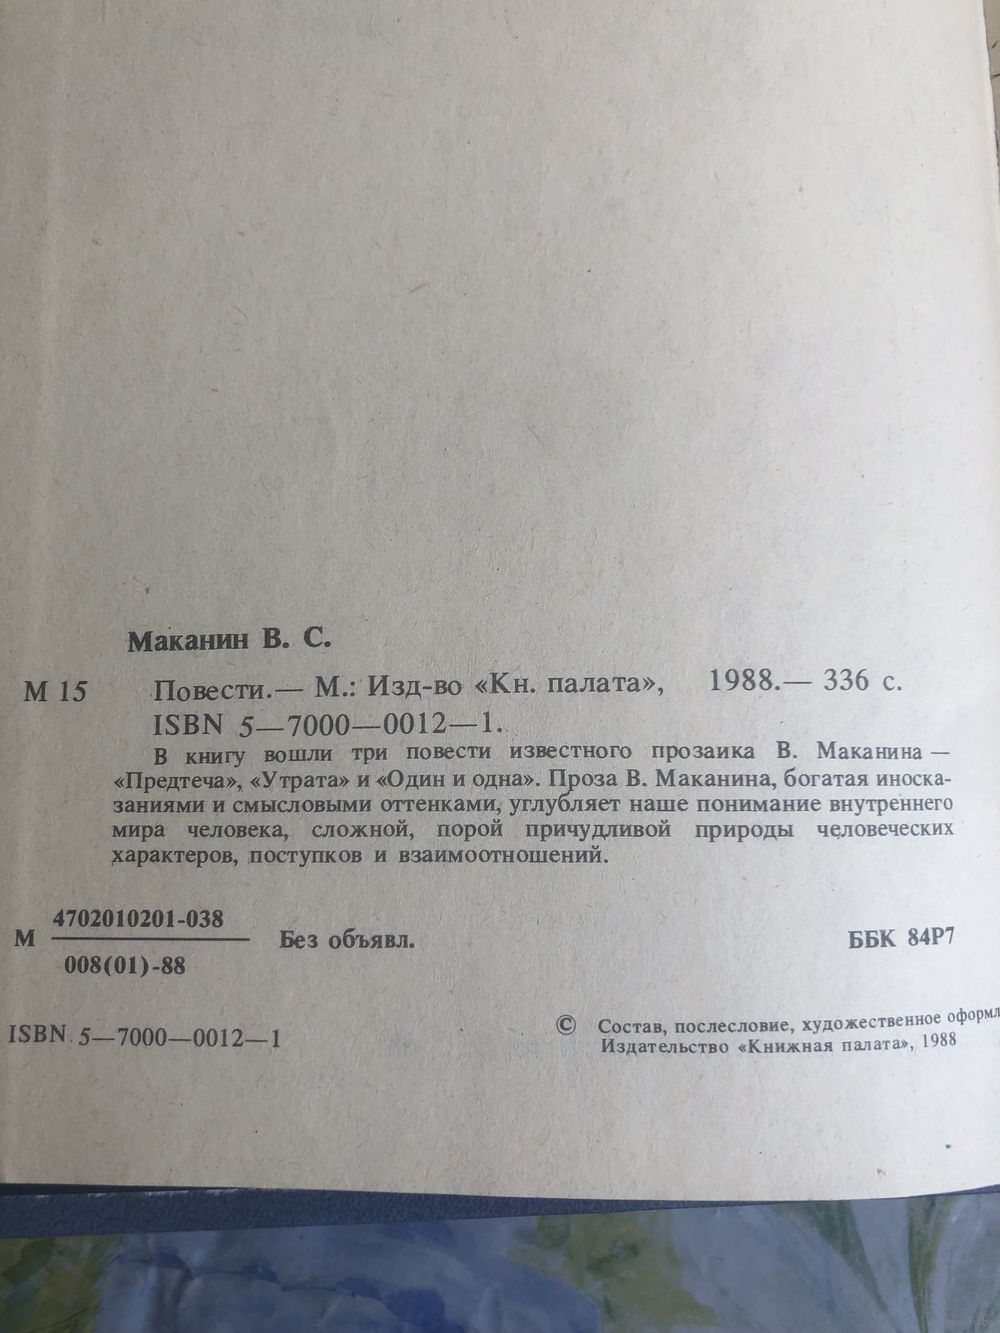 Маканин В. С.
М 15 Повести.— М.: Изд-во «Кн. палата», 1988.— 336 с.
ISBN 5—7000—0012—1.
В книгу вошли три повести известного прозаика В. Маканина —
«Предтеча», «Утрата» и «Один и одна». Проза В. Маканина, богатая иноска-
заниями и смысловыми оттенками, углубляет наше понимание внутреннего
мира человека, сложной, порой причудливой природы человеческих
характеров, поступков и взаимоотношений.
4702010201-038
М Без объявл. ББК 84Р7
008(01)-88
ISBN 5—7000—0012—1
© Состав, послесловие, художественное оформл
Издательство «Книжная палата», 1988